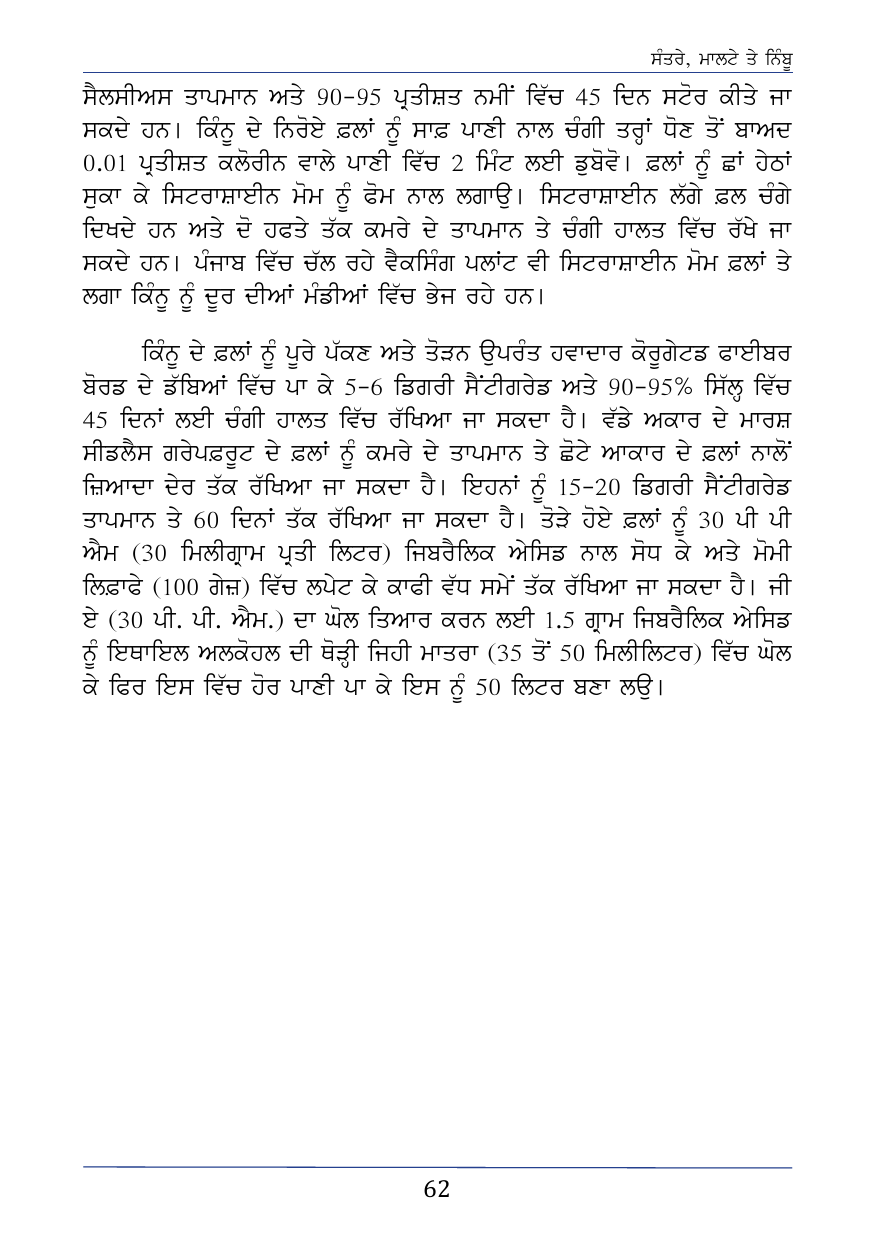 ਸੰਤਰੇ, ਮਾਲਟੇ ਤੇ ਨਿੰਬੂ
ਸੈਲਸੀਅਸ ਤਾਪਮਾਨ ਅਤੇ 90-95 ਪ੍ਰਤੀਸ਼ਤ ਨਮੀਂ ਵਿੱਚ 45 ਦਿਨ ਸਟੋਰ ਕੀਤੇ ਜਾ
ਸਕਦੇ ਹਨ। ਕਿੰਨੂ ਦੇ ਨਿਰੋਏ ਫ਼ਲਾਂ ਨੂੰ ਸਾਫ਼ ਪਾਣੀ ਨਾਲ ਚੰਗੀ ਤਰ੍ਹਾਂ ਧੋਣ ਤੋਂ ਬਾਅਦ
0.01 ਪ੍ਰਤੀਸ਼ਤ ਕਲੋਰੀਨ ਵਾਲੇ ਪਾਣੀ ਵਿੱਚ 2 ਮਿੰਟ ਲਈ ਡੁਬੋਵੋ। ਫ਼ਲਾਂ ਨੂੰ ਛਾਂ ਹੇਠਾਂ
ਸੁਕਾ ਕੇ ਸਿਟਰਾਸ਼ਾਈਨ ਮੋਮ ਨੂੰ ਫੋਮ ਨਾਲ ਲਗਾਉ। ਸਿਟਰਾਸ਼ਾਈਨ ਲੱਗੇ ਫ਼ਲ ਚੰਗੇ
ਦਿਖਦੇ ਹਨ ਅਤੇ ਦੋ ਹਫਤੇ ਤੱਕ ਕਮਰੇ ਦੇ ਤਾਪਮਾਨ ਤੇ ਚੰਗੀ ਹਾਲਤ ਵਿੱਚ ਰੱਖੇ ਜਾ
ਸਕਦੇ ਹਨ। ਪੰਜਾਬ ਵਿੱਚ ਚੱਲ ਰਹੇ ਵੈਕਸਿੰਗ ਪਲਾਂਟ ਵੀ ਸਿਟਰਾਸ਼ਾਈਨ ਮੋਮ ਫ਼ਲਾਂ ਤੇ
ਲਗਾ ਕਿੰਨੂ ਨੂੰ ਦੂਰ ਦੀਆਂ ਮੰਡੀਆਂ ਵਿੱਚ ਭੇਜ ਰਹੇ ਹਨ।
ਕਿੰਨੂ ਦੇ ਫ਼ਲਾਂ ਨੂੰ ਪੂਰੇ ਪੱਕਣ ਅਤੇ ਤੋੜਨ ਉਪਰੰਤ ਹਵਾਦਾਰ ਕੋਰੂਗੇਟਡ ਫਾਈਬਰ
ਬੋਰਡ ਦੇ ਡੱਬਿਆਂ ਵਿੱਚ ਪਾ ਕੇ 5-6 ਡਿਗਰੀ ਸੈਂਟੀਗਰੇਡ ਅਤੇ 90-95% ਸਿੱਲ੍ਹ ਵਿੱਚ
45 ਦਿਨਾਂ ਲਈ ਚੰਗੀ ਹਾਲਤ ਵਿੱਚ ਰੱਖਿਆ ਜਾ ਸਕਦਾ ਹੈ। ਵੱਡੇ ਅਕਾਰ ਦੇ ਮਾਰਸ਼
ਸੀਡਲੈਸ ਗਰੇਪਫ਼ਰੂਟ ਦੇ ਫ਼ਲਾਂ ਨੂੰ ਕਮਰੇ ਦੇ ਤਾਪਮਾਨ ਤੇ ਛੋਟੇ ਆਕਾਰ ਦੇ ਫ਼ਲਾਂ ਨਾਲੋਂ
ਜ਼ਿਆਦਾ ਦੇਰ ਤੱਕ ਰੱਖਿਆ ਜਾ ਸਕਦਾ ਹੈ। ਇਹਨਾਂ ਨੂੰ 15-20 ਡਿਗਰੀ ਸੈਂਟੀਗਰੇਡ
ਤਾਪਮਾਨ ਤੇ 60 ਦਿਨਾਂ ਤੱਕ ਰੱਖਿਆ ਜਾ ਸਕਦਾ ਹੈ। ਤੋੜੇ ਹੋਏ ਫ਼ਲਾਂ ਨੂੰ 30 ਪੀ ਪੀ
ਐਮ (30 ਮਿਲੀਗ੍ਰਾਮ ਪ੍ਰਤੀ ਲਿਟਰ) ਜਿਬਰੈਲਿਕ ਐਸਿਡ ਨਾਲ ਸੋਧ ਕੇ ਅਤੇ ਮੋਮੀ
ਲਿਫ਼ਾਫੇ (100 ਗੇਜ਼) ਵਿੱਚ ਲਪੇਟ ਕੇ ਕਾਫੀ ਵੱਧ ਸਮੇਂ ਤੱਕ ਰੱਖਿਆ ਜਾ ਸਕਦਾ ਹੈ। ਜੀ
ਏ (30 ਪੀ. ਪੀ. ਐਮ.) ਦਾ ਘੋਲ ਤਿਆਰ ਕਰਨ ਲਈ 1.5 ਗ੍ਰਾਮ ਜਿਬਰੈਲਿਕ ਐਸਿਡ
ਨੂੰ ਇਥਾਇਲ ਅਲਕੋਹਲ ਦੀ ਥੋੜ੍ਹੀ ਜਿਹੀ ਮਾਤਰਾ (35 ਤੋਂ 50 ਮਿਲੀਲਿਟਰ) ਵਿੱਚ ਘੋਲ
ਕੇ ਫਿਰ ਇਸ ਵਿੱਚ ਹੋਰ ਪਾਣੀ ਪਾ ਕੇ ਇਸ ਨੂੰ 50 ਲਿਟਰ ਬਣਾ ਲਉ।
62